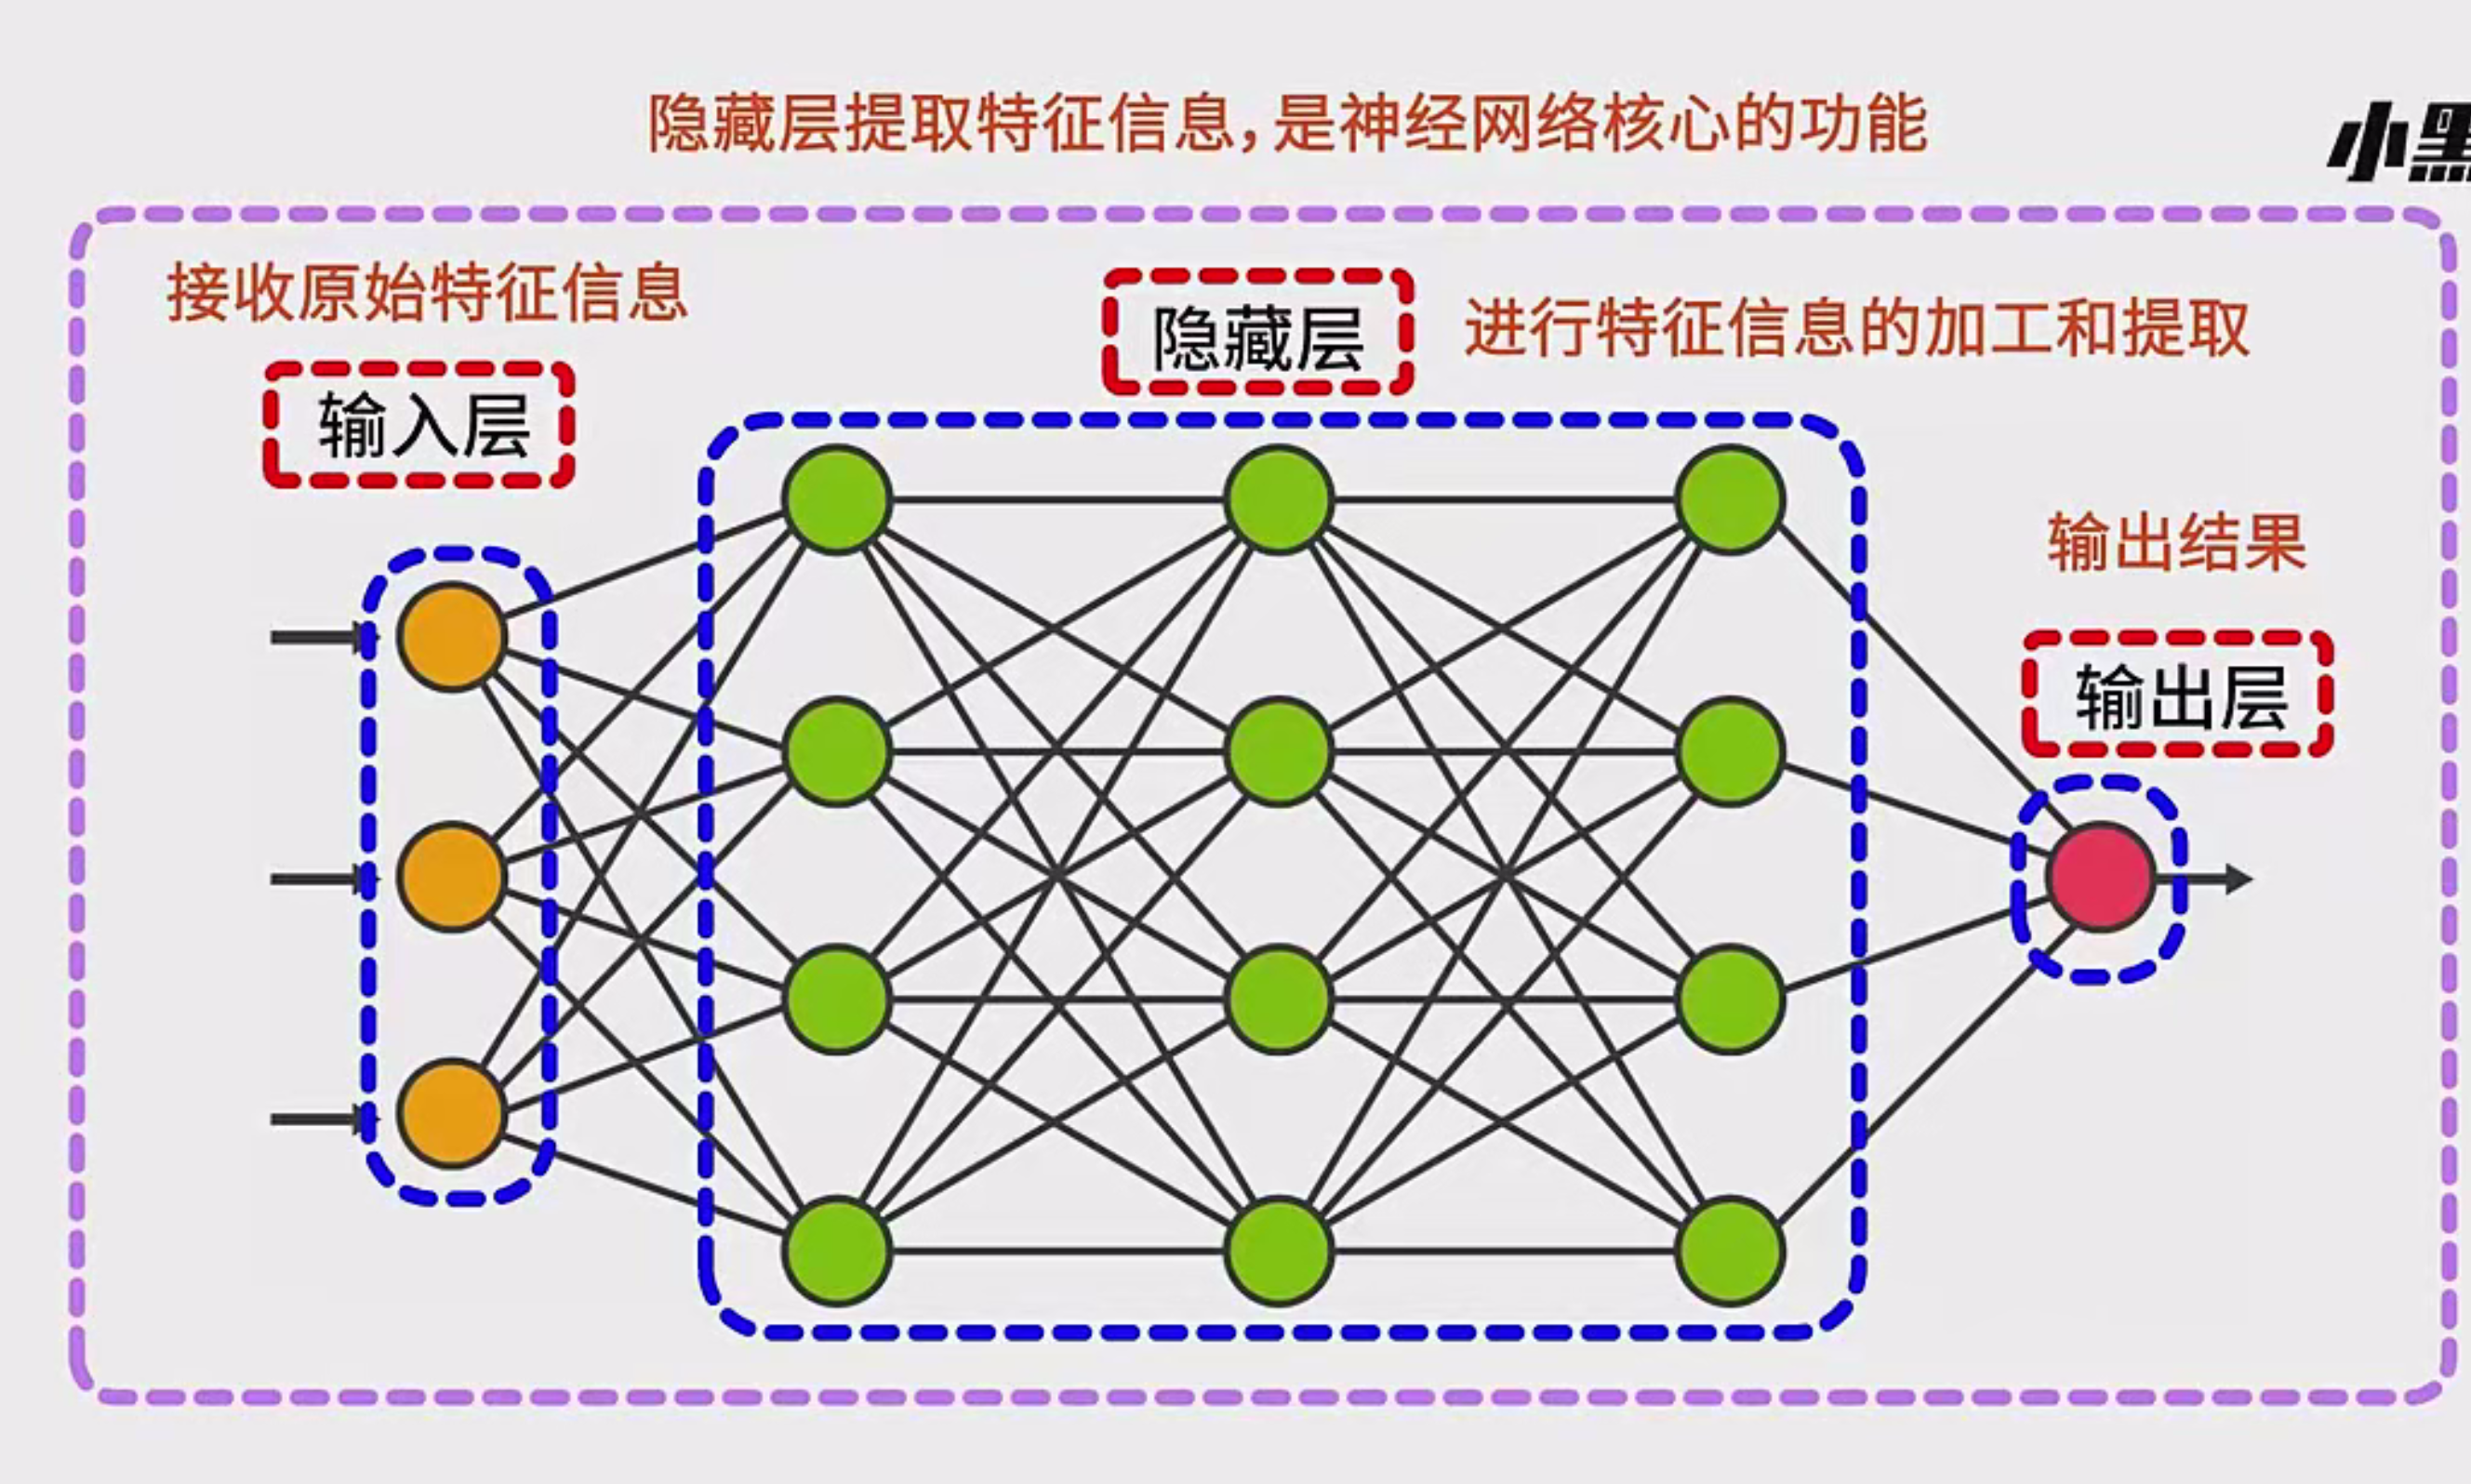 隐藏层提取特征信息,是神经网络核心的功能
小黑
接收原始特征信息
隐藏层
进行特征信息的加工和提取
输入层
输出结果
输出层